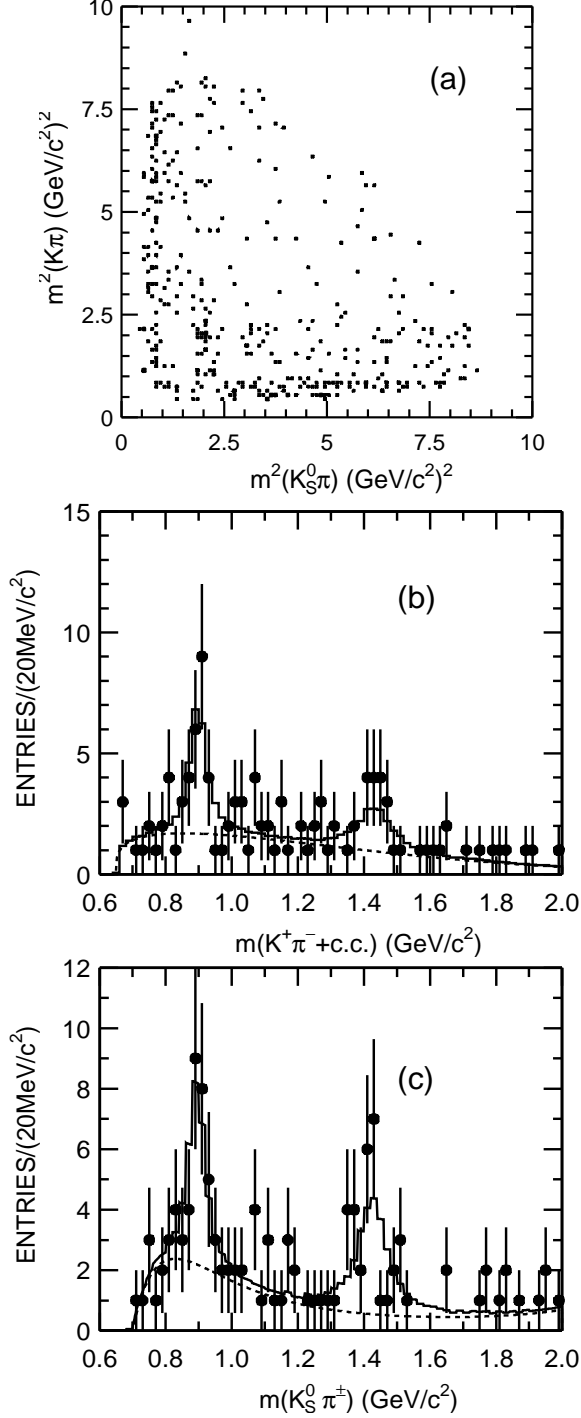 10
7.5
5
2.5
0
m²(Kπ) (GeV/c²)²
(a)
0 2.5 5 7.5 10
m²(K⁰_Sπ) (GeV/c²)²
15
10
5
0
ENTRIES/(20MeV/c²)
(b)
0.6 0.8 1.0 1.2 1.4 1.6 1.8 2.0
m(K⁺π⁻+c.c.) (GeV/c²)
12
10
8
6
4
2
0
ENTRIES/(20MeV/c²)
(c)
0.6 0.8 1.0 1.2 1.4 1.6 1.8 2.0
m(K⁰_S π±) (GeV/c²)